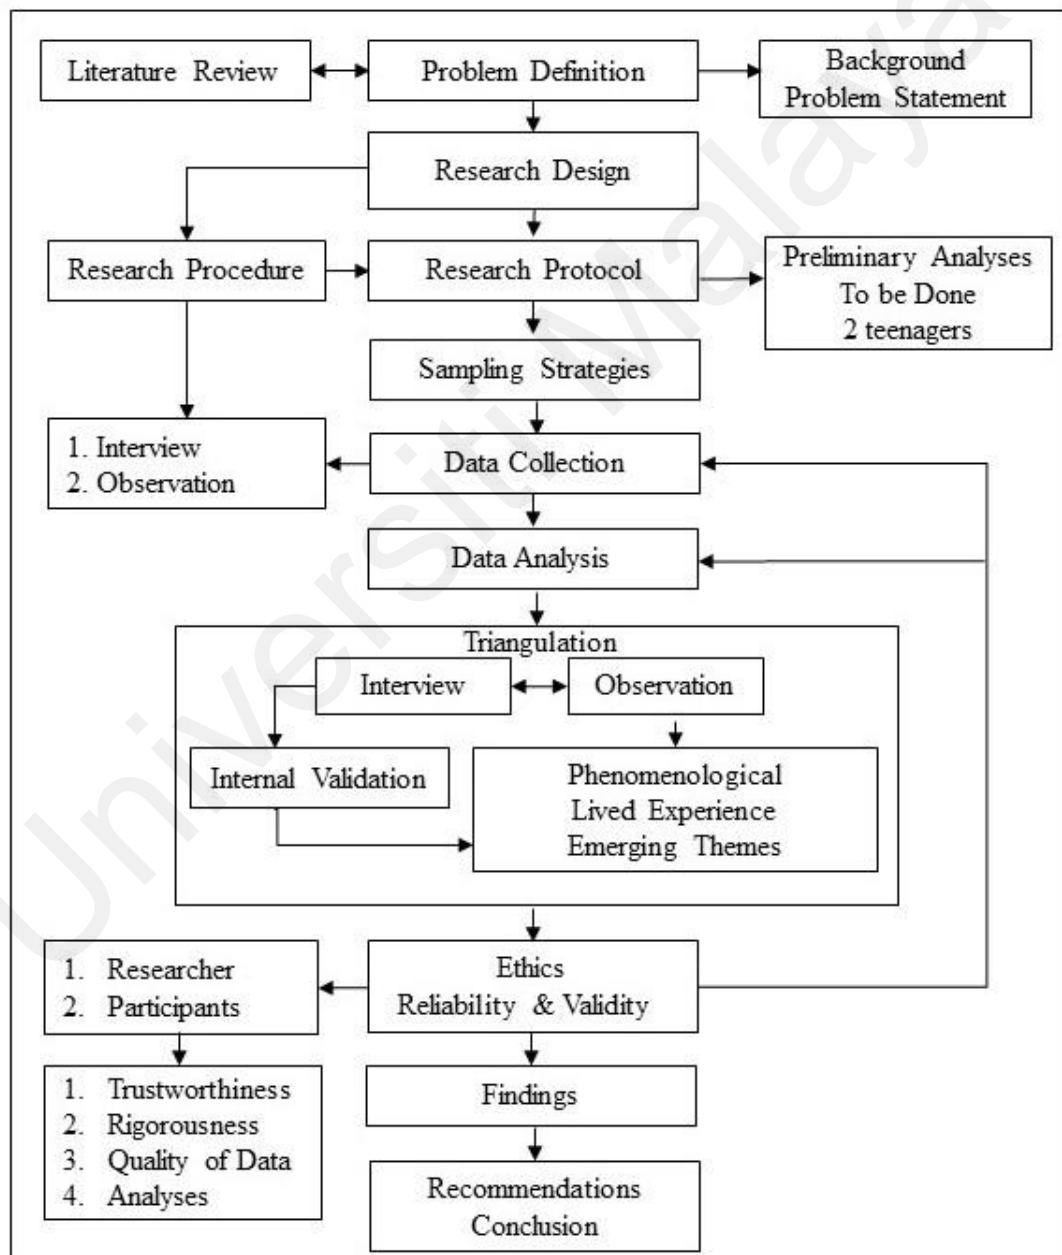 Literature Review
Problem Definition
Background
Problem Statement
Research Design
Research Procedure
Research Protocol
Preliminary Analyses
To be Done
2 teenagers
Sampling Strategies
1. Interview
2. Observation
Data Collection
Data Analysis
Triangulation
Interview
Observation
Internal Validation
Phenomenological
Lived Experience
Emerging Themes
1. Researcher
2. Participants
Ethics
Reliability & Validity
1. Trustworthiness
2. Rigorousness
3. Quality of Data
4. Analyses
Findings
Recommendations
Conclusion
Universiti Malaya